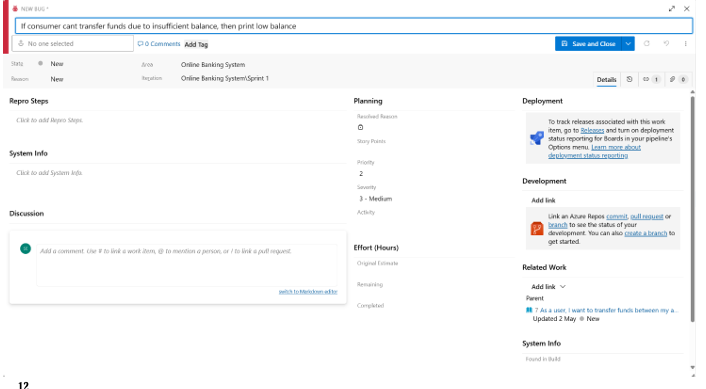 NEW BUG *
If consumer cant transfer funds due to insufficient balance, then print low balance
No one selected
0 Comments
Add Tag
Save and Close
State
New
Area
Online Banking System
Reason
New
Iteration
Online Banking System\Sprint 1
Details
1
0
Repro Steps
Click to add Repro Steps.
System Info
Click to add System Info.
Discussion
Add a comment. Use # to link a work item, @ to mention a person, or ! to link a pull request.
switch to Markdown editor
Planning
Resolved Reason
Story Points
Priority
2
Severity
3 - Medium
Activity
Effort (Hours)
Original Estimate
Remaining
Completed
Deployment
To track releases associated with this work
item, go to Releases and turn on deployment
status reporting for Boards in your pipeline's
Options menu. Learn more about
deployment status reporting
Development
Add link
Link an Azure Repos commit, pull request or
branch to see the status of your
development. You can also create a branch to
get started.
Related Work
Add link
Parent
7 As a user, I want to transfer funds between my a...
Updated 2 May New
System Info
Found in Build
12